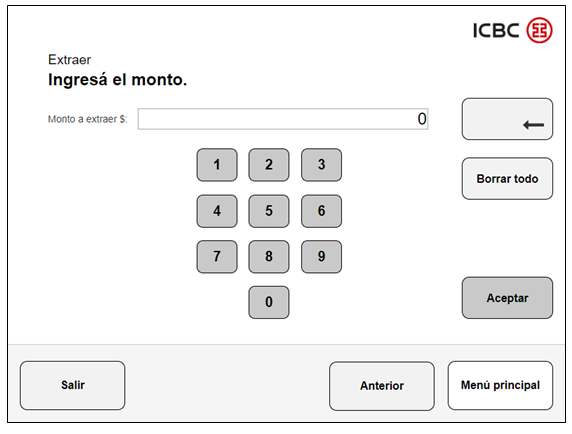 ICBC
Extraer
Ingresá el monto.
Monto a extraer $: 0
1 2 3
Borrar todo
4 5 6
7 8 9
0
Aceptar
Salir Anterior Menú principal